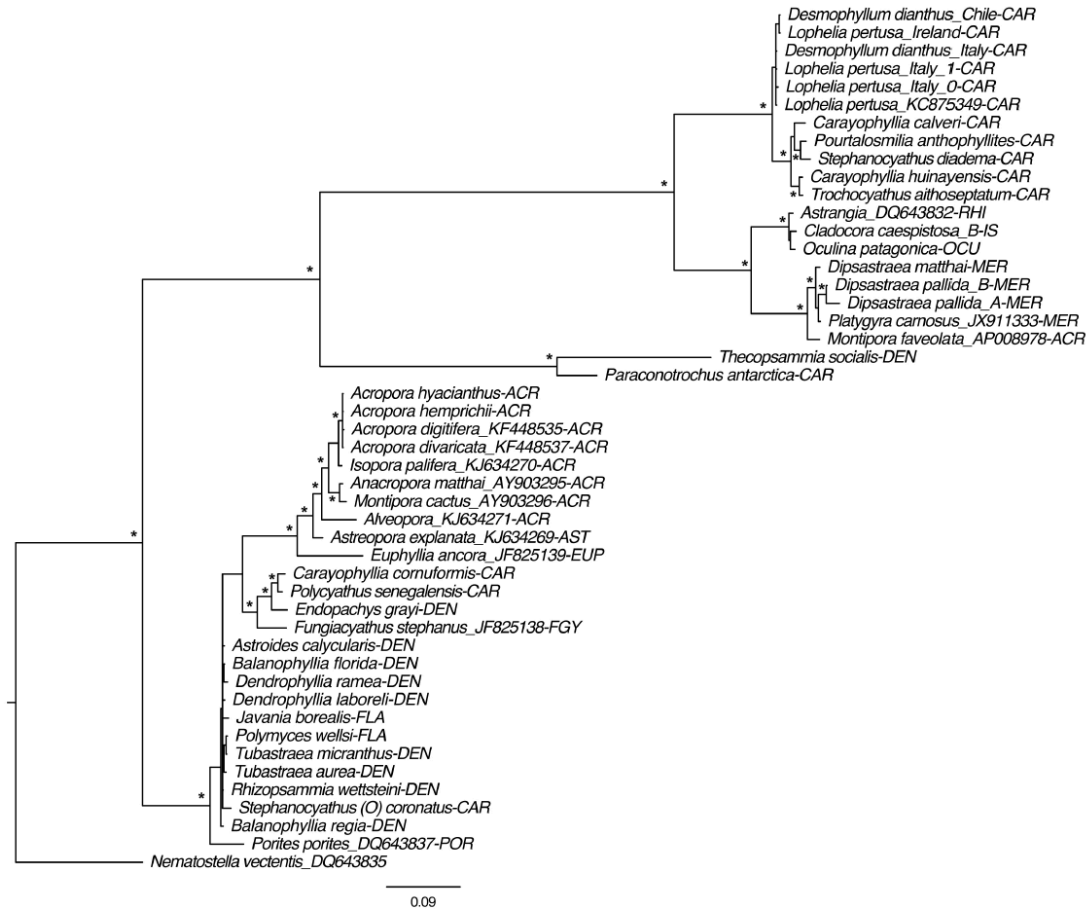 Desmophyllum dianthus_Chile-CAR
Lophelia pertusa_Ireland-CAR
Desmophyllum dianthus_Italy-CAR
Lophelia pertusa_Italy_1-CAR
Lophelia pertusa_Italy_0-CAR
Lophelia pertusa_KC875349-CAR
Carayophyllia calveri-CAR
Pourtalosmilia anthophyllites-CAR
Stephanocyathus diadema-CAR
Carayophyllia huinayensis-CAR
Trochocyathus aithoseptatum-CAR
Astrangia_DQ643832-RHI
Cladocora caespistosa_B-IS
Oculina patagonica-OCU
Dipsastraea matthai-MER
Dipsastraea pallida_B-MER
Dipsastraea pallida_A-MER
Platygyra carnosus_JX911333-MER
Montipora faveolata_AP008978-ACR
Thecopsammia socialis-DEN
Paraconotrochus antarctica-CAR
Acropora hyacianthus-ACR
Acropora hemprichii-ACR
Acropora digitifera_KF448535-ACR
Acropora divaricata_KF448537-ACR
Isopora palifera_KJ634270-ACR
Anacropora matthai_AY903295-ACR
Montipora cactus_AY903296-ACR
Alveopora_KJ634271-ACR
Astreopora explanata_KJ634269-AST
Euphyllia ancora_JF825139-EUP
Carayophyllia cornuformis-CAR
Polycyathus senegalensis-CAR
Endopachys grayi-DEN
Fungiacyathus stephanus_JF825138-FGY
Astroides calycularis-DEN
Balanophyllia florida-DEN
Dendrophyllia ramea-DEN
Dendrophyllia laboreli-DEN
Javania borealis-FLA
Polymyces wellsi-FLA
Tubastraea micranthus-DEN
Tubastraea aurea-DEN
Rhizopsammia wettsteini-DEN
Stephanocyathus (O) coronatus-CAR
Balanophyllia regia-DEN
Porites porites_DQ643837-POR
Nematostella vectentis_DQ643835
0.09